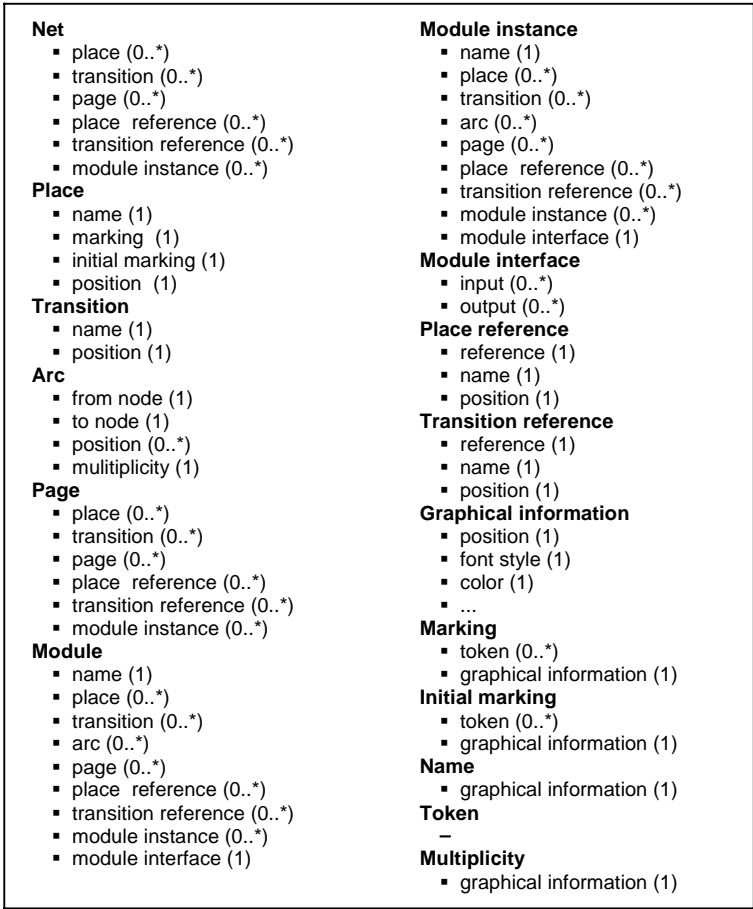 Net
▪ place (0..*)
▪ transition (0..*)
▪ page (0..*)
▪ place reference (0..*)
▪ transition reference (0..*)
▪ module instance (0..*)
Place
▪ name (1)
▪ marking (1)
▪ initial marking (1)
▪ position (1)
Transition
▪ name (1)
▪ position (1)
Arc
▪ from node (1)
▪ to node (1)
▪ position (0..*)
▪ mulitiplicity (1)
Page
▪ place (0..*)
▪ transition (0..*)
▪ page (0..*)
▪ place reference (0..*)
▪ transition reference (0..*)
▪ module instance (0..*)
Module
▪ name (1)
▪ place (0..*)
▪ transition (0..*)
▪ arc (0..*)
▪ page (0..*)
▪ place reference (0..*)
▪ transition reference (0..*)
▪ module instance (0..*)
▪ module interface (1)
Module instance
▪ name (1)
▪ place (0..*)
▪ transition (0..*)
▪ arc (0..*)
▪ page (0..*)
▪ place reference (0..*)
▪ transition reference (0..*)
▪ module instance (0..*)
▪ module interface (1)
Module interface
▪ input (0..*)
▪ output (0..*)
Place reference
▪ reference (1)
▪ name (1)
▪ position (1)
Transition reference
▪ reference (1)
▪ name (1)
▪ position (1)
Graphical information
▪ position (1)
▪ font style (1)
▪ color (1)
▪ ...
Marking
▪ token (0..*)
▪ graphical information (1)
Initial marking
▪ token (0..*)
▪ graphical information (1)
Name
▪ graphical information (1)
Token
–
Multiplicity
▪ graphical information (1)